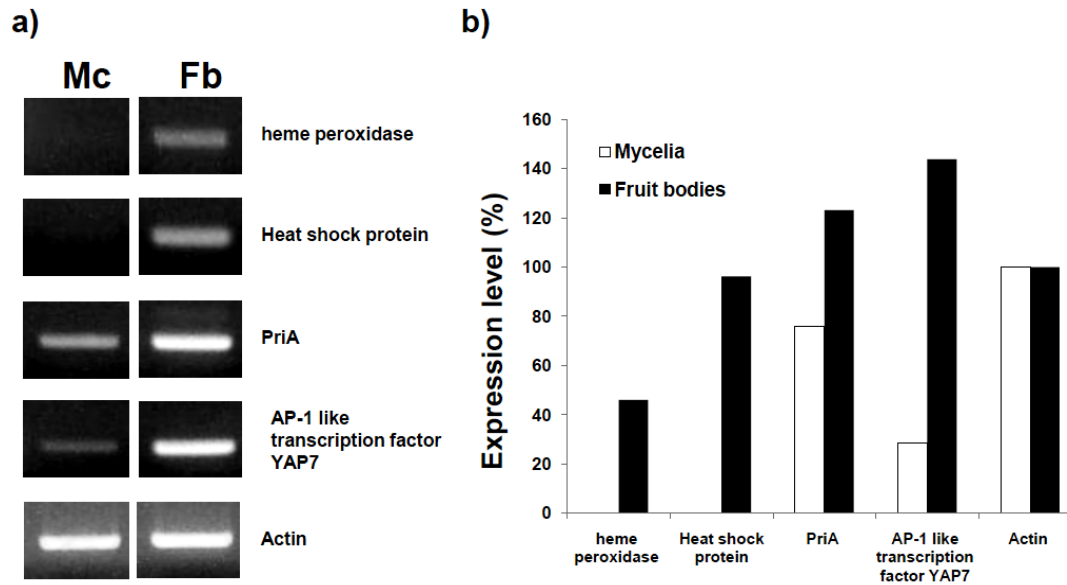 a)
Mc Fb
heme peroxidase
Heat shock protein
PriA
AP-1 like
transcription factor
YAP7
Actin
b)
Expression level (%)
160
140
120
100
80
60
40
20
0
Mycelia
Fruit bodies
heme
peroxidase
Heat shock
protein
PriA
AP-1 like
transcription
factor YAP7
Actin